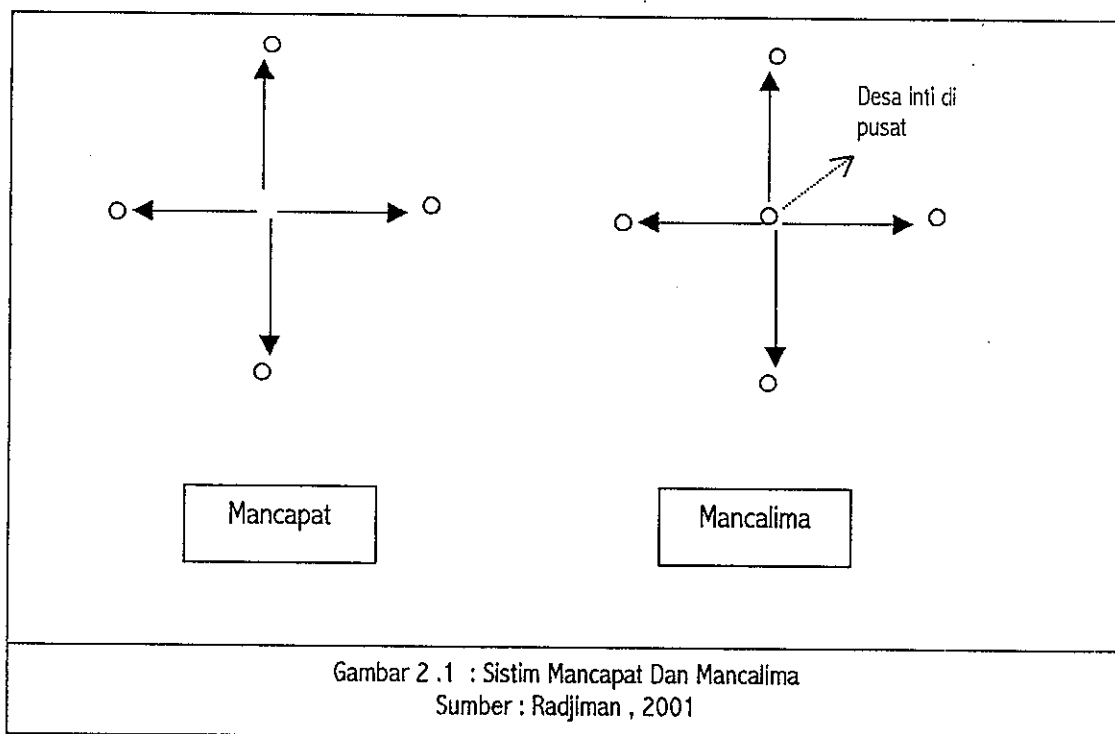 Desa inti di
pusat
Mancapat
Mancalima
Gambar 2 .1 : Sistim Mancapat Dan Mancalima
Sumber : Radjiman , 2001